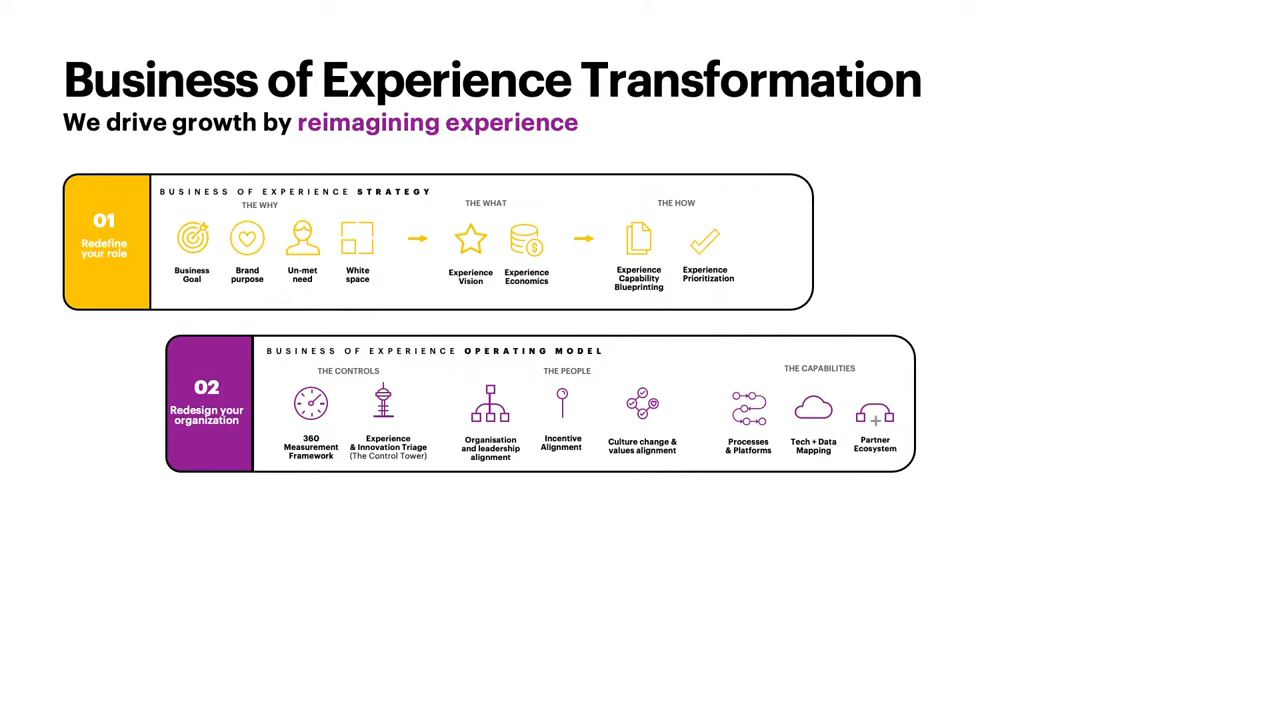 Business of Experience Transformation
We drive growth by reimagining experience
01
Redefine
your role
BUSINESS OF EXPERIENCE STRATEGY
THE WHY
Business
Goal
Brand
purpose
Un-met
need
White
space
THE WHAT
Experience
Vision
Experience
Economics
THE HOW
Experience
Capability
Blueprinting
Experience
Prioritization
02
Redesign your
organization
BUSINESS OF EXPERIENCE OPERATING MODEL
THE CONTROLS
360
Measurement
Framework
Experience
& Innovation Triage
(The Control Tower)
THE PEOPLE
Organisation
and leadership
alignment
Incentive
Alignment
Culture change &
values alignment
THE CAPABILITIES
Processes
& Platforms
Tech + Data
Mapping
Partner
Ecosystem